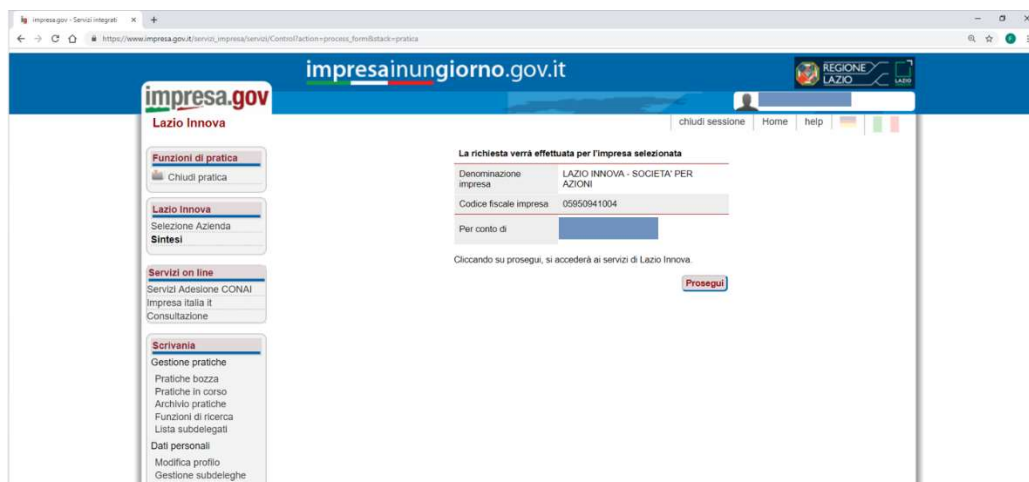 impresa.gov - Servizi integrati
https://www.impresa.gov.it/servizi_impresa/servizi/Control?action=process_form&stack=pratica
impresainungiorno.gov.it
REGIONE
LAZIO
LAZIO
impresa.gov
chiudi sessione
Home
help
Lazio Innova
Funzioni di pratica
Chiudi pratica
Lazio Innova
Selezione Azienda
Sintesi
Servizi on line
Servizi Adesione CONAI
Impresa italia it
Consultazione
Scrivania
Gestione pratiche
Pratiche bozza
Pratiche in corso
Archivio pratiche
Funzioni di ricerca
Lista subdelegati
Dati personali
Modifica profilo
Gestione subdeleghe
La richiesta verrà effettuata per l'impresa selezionata
Denominazione impresa LAZIO INNOVA - SOCIETA' PER
AZIONI
Codice fiscale impresa 05950941004
Per conto di
Cliccando su prosegui, si accederà ai servizi di Lazio Innova
Prosegui